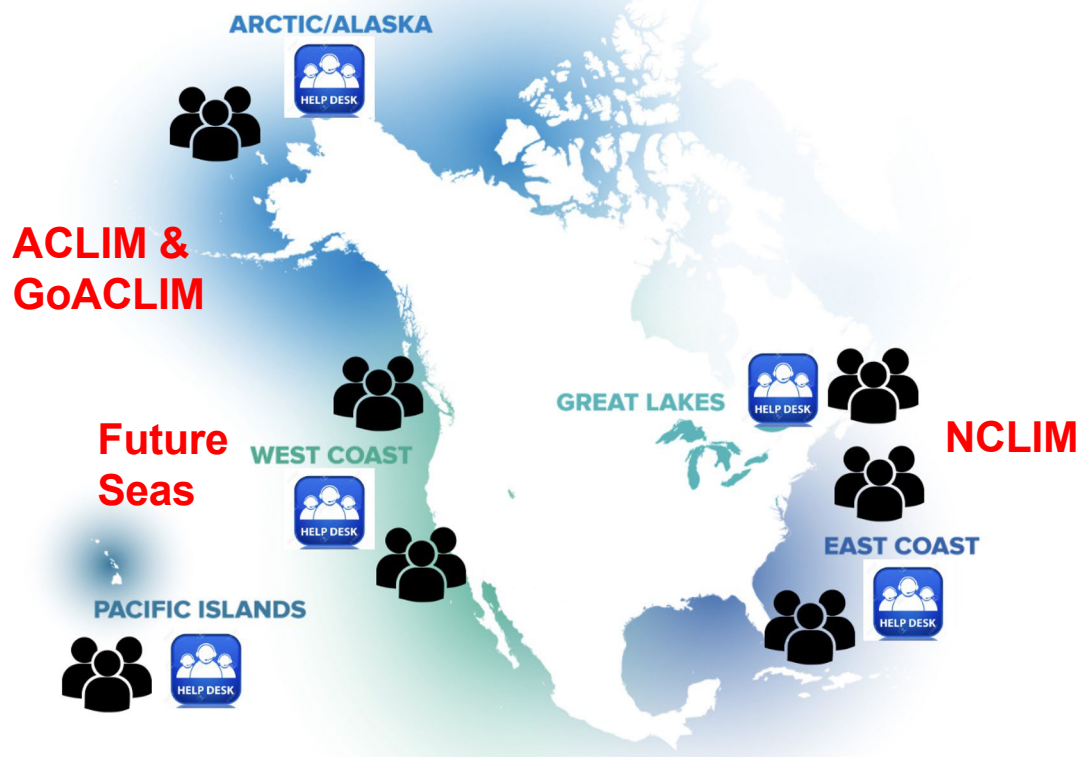 ARCTIC/ALASKA
HELP DESK
ACLIM &
GoACLIM
GREAT LAKES
HELP DESK
Future
Seas
NCLIM
WEST COAST
HELP DESK
EAST COAST
HELP DESK
PACIFIC ISLANDS
HELP DESK